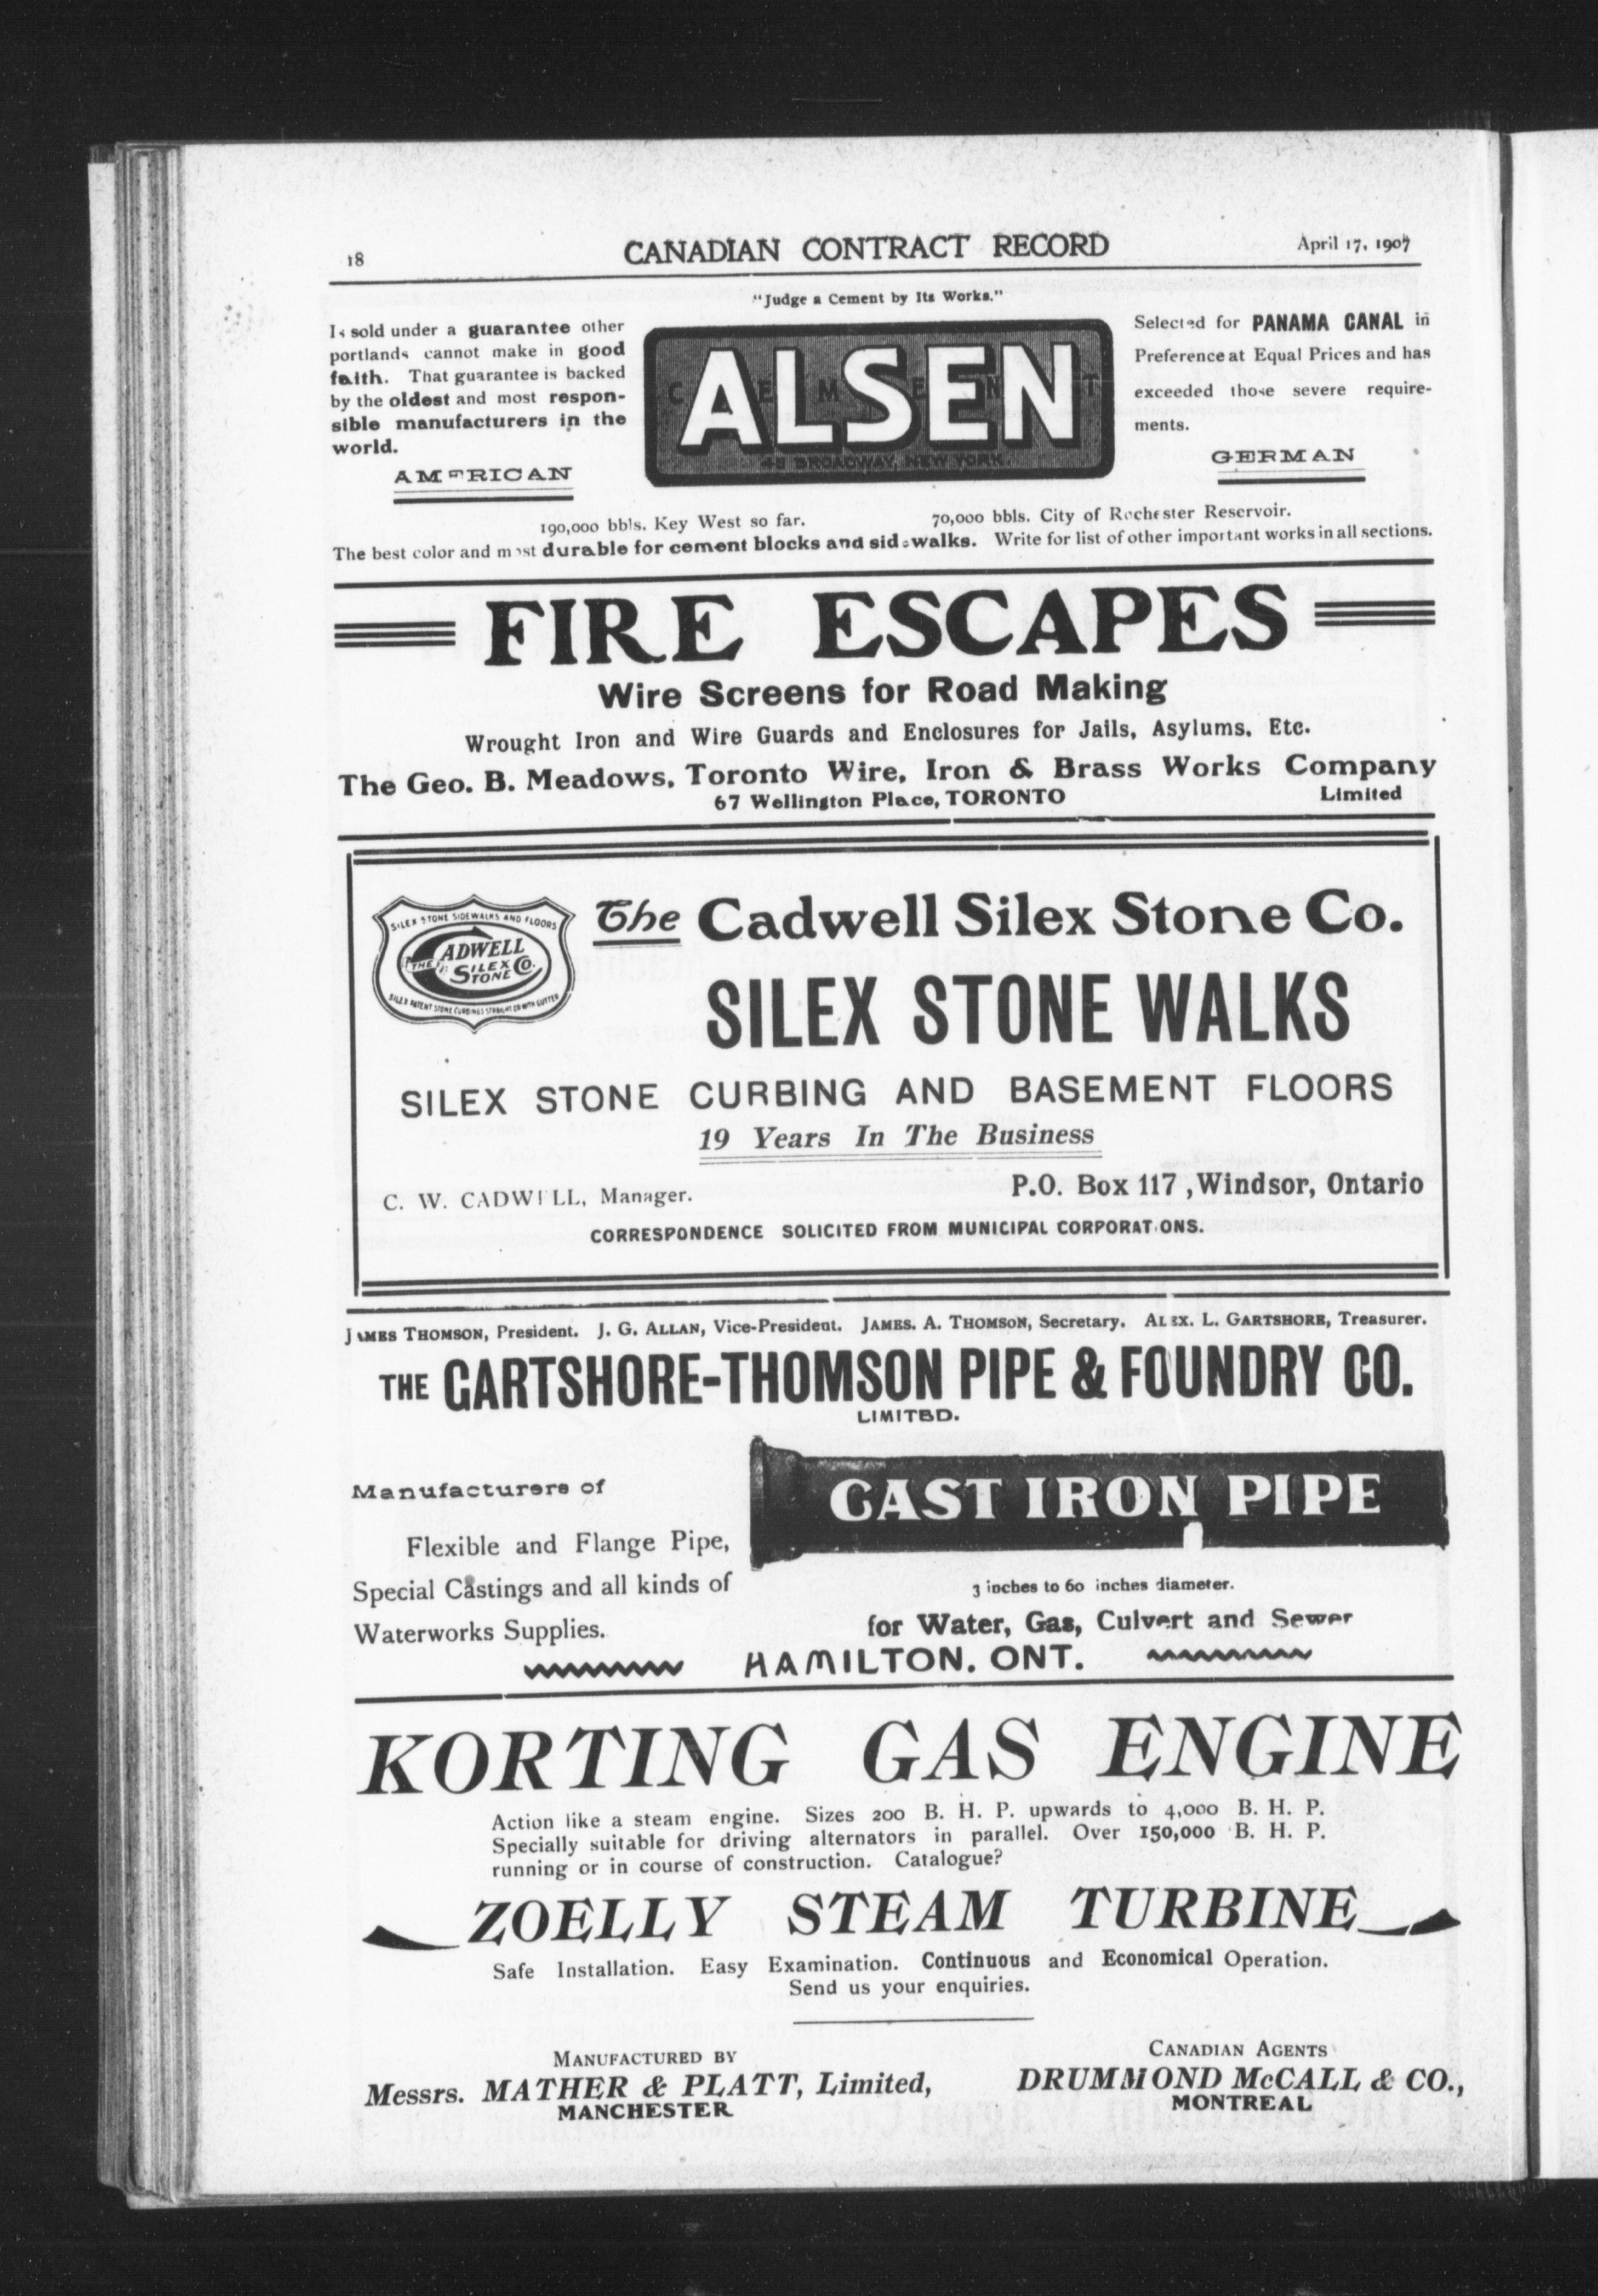 18
CANADIAN CONTRACT RECORD
April 17, 1907
"Judge a Cement by Its Works."
Is sold under a guarantee other
portlands cannot make in good
faith. That guarantee is backed
by the oldest and most respon-
sible manufacturers in the
world.
AMERICAN
ALSEN
CEMENT
45 BROADWAY, NEW YORK.
Selected for PANAMA CANAL in
Preference at Equal Prices and has
exceeded those severe require-
ments.
GERMAN
190,000 bbls. Key West so far. 70,000 bbls. City of Rochester Reservoir.
The best color and most durable for cement blocks and sidewalks. Write for list of other important works in all sections.
FIRE ESCAPES
Wire Screens for Road Making
Wrought Iron and Wire Guards and Enclosures for Jails, Asylums, Etc.
The Geo. B. Meadows, Toronto Wire, Iron & Brass Works Company
67 Wellington Place, TORONTO Limited
SILEX STONE SIDEWALKS AND FLOORS
THE CADWELL
SILEX CO.
STONE
SILEX PATENT STONE CURBINGS STRAIGHT OR WITH GUTTER
The Cadwell Silex Stone Co.
SILEX STONE WALKS
SILEX STONE CURBING AND BASEMENT FLOORS
19 Years In The Business
C. W. CADWELL, Manager.
P.O. Box 117, Windsor, Ontario
CORRESPONDENCE SOLICITED FROM MUNICIPAL CORPORATIONS.
JAMES THOMSON, President. J. G. ALLAN, Vice-President. JAMES. A. THOMSON, Secretary. ALEX. L. GARTSHORE, Treasurer.
THE GARTSHORE-THOMSON PIPE & FOUNDRY CO.
LIMITED.
Manufacturers of
Flexible and Flange Pipe,
Special Castings and all kinds of
Waterworks Supplies.
CAST IRON PIPE
3 inches to 60 inches diameter.
for Water, Gas, Culvert and Sewer
HAMILTON, ONT.
KORTING GAS ENGINE
Action like a steam engine. Sizes 200 B. H. P. upwards to 4,000 B. H. P.
Specially suitable for driving alternators in parallel. Over 150,000 B. H. P.
running or in course of construction. Catalogue?
ZOELLY STEAM TURBINE
Safe Installation. Easy Examination. Continuous and Economical Operation.
Send us your enquiries.
MANUFACTURED BY
Messrs. MATHER & PLATT, Limited,
MANCHESTER
CANADIAN AGENTS
DRUMMOND McCALL & CO.,
MONTREAL